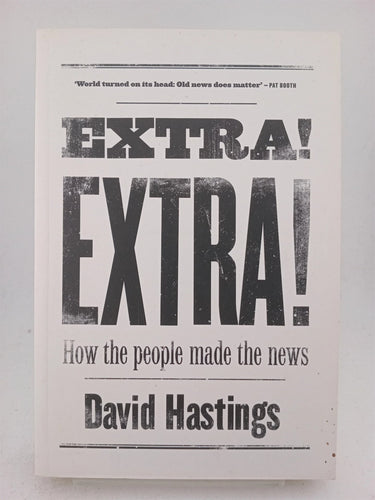 ‘World turned on its head: Old news does matter’ – PAT BOOTH
EXTRA!
EXTRA!
How the people made the news
David Hastings